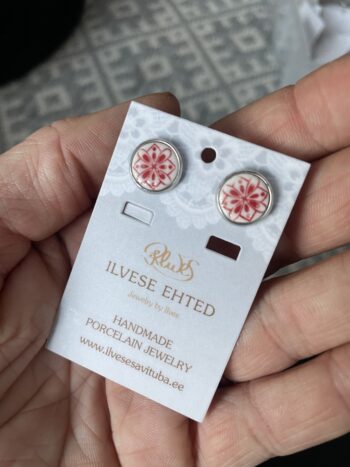 ILVESE EHTED
Jewelry by Ilves
HANDMADE
PORCELAIN JEWELRY
www.ilvesesavituba.ee